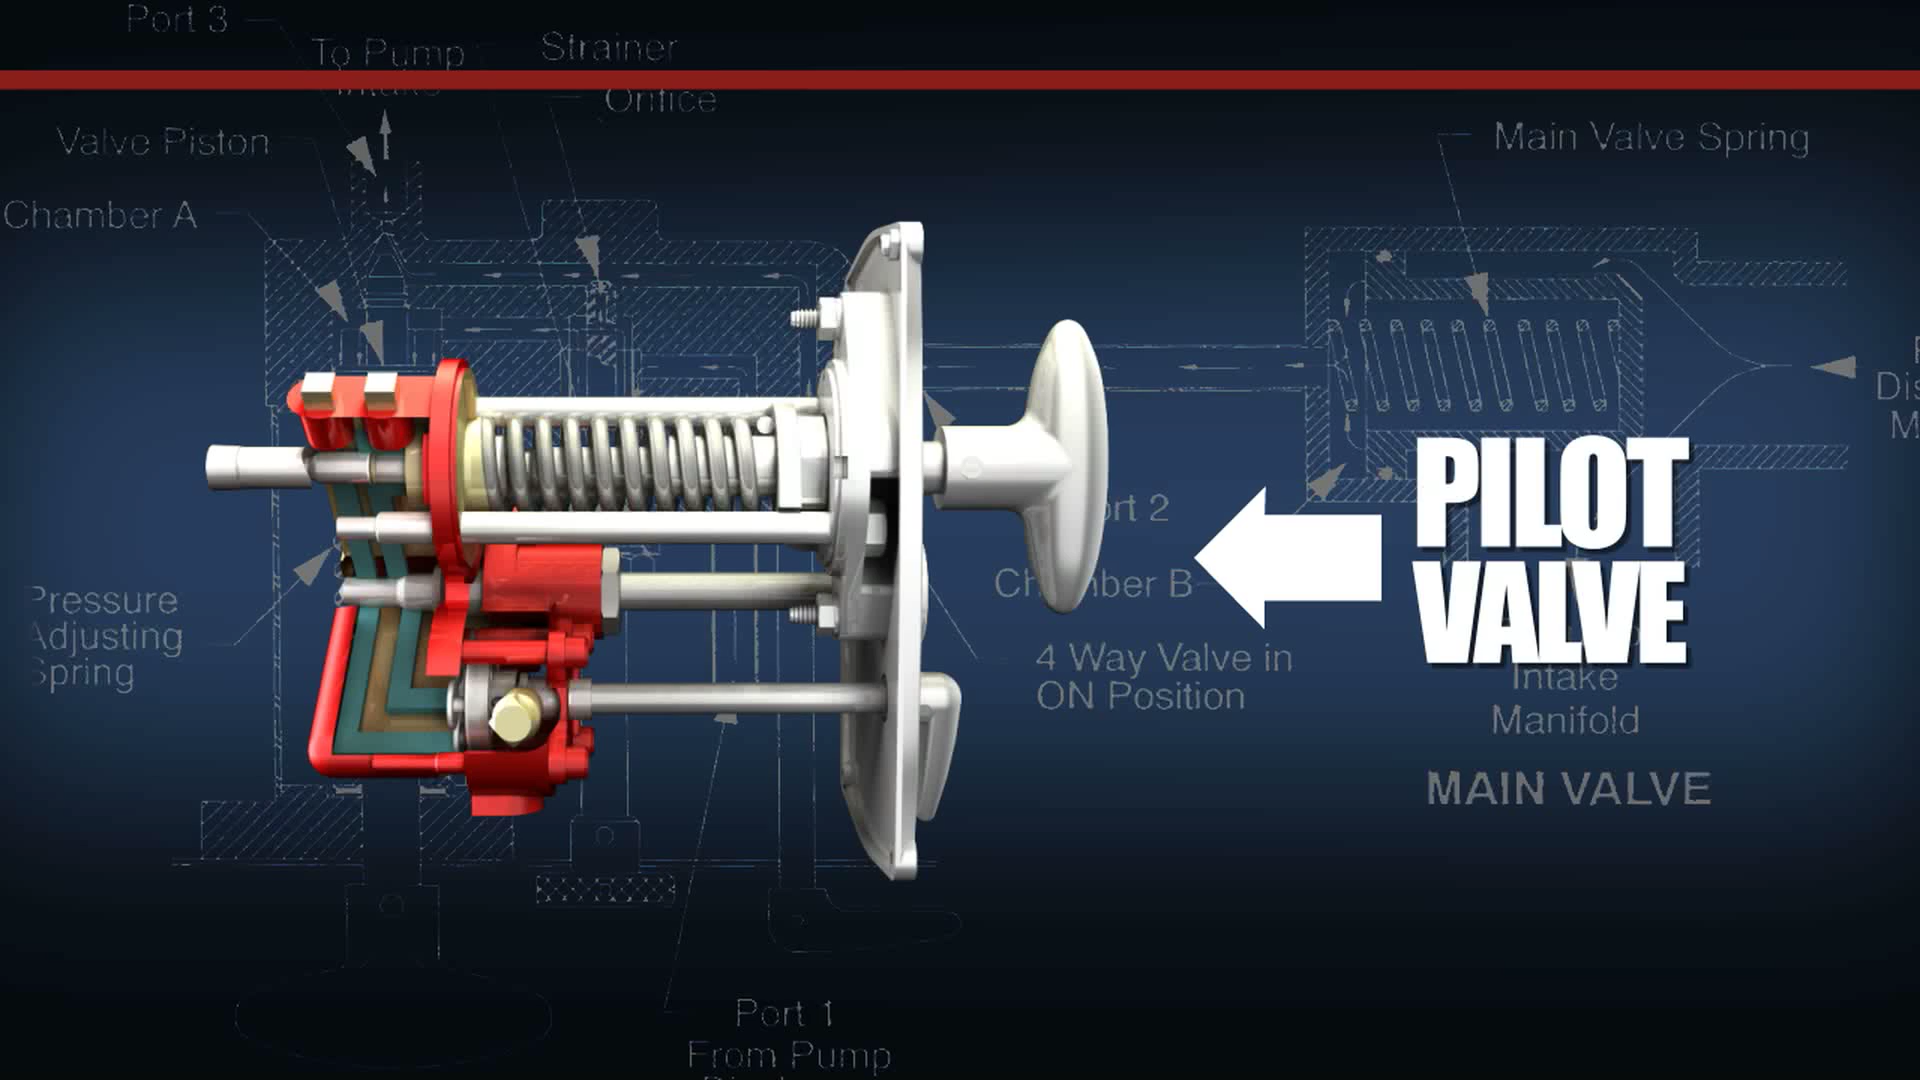 Port 3
To Pump
Intake
Strainer
Orifice
Valve Piston
Chamber A
Main Valve Spring
PILOT
VALVE
Port 2
Chamber B
Pressure
Adjusting
Spring
4 Way Valve in
ON Position
Intake
Manifold
MAIN VALVE
Port 1
From Pump